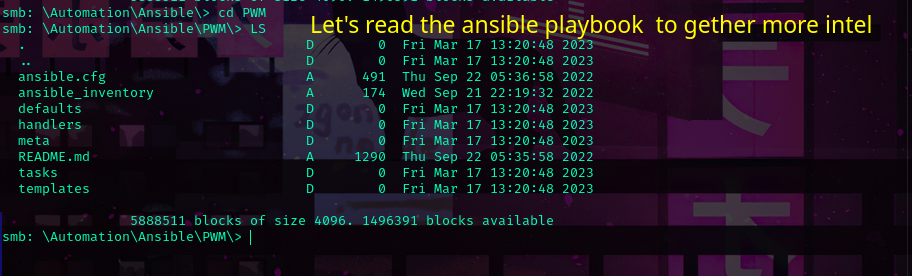 smb: \Automation\Ansible\> cd PWM
smb: \Automation\Ansible\PWM\> LS
Let's read the ansible playbook to gether more intel
. D 0 Fri Mar 17 13:20:48 2023
.. D 0 Fri Mar 17 13:20:48 2023
ansible.cfg A 491 Thu Sep 22 05:36:58 2022
ansible_inventory A 174 Wed Sep 21 22:19:32 2022
defaults D 0 Fri Mar 17 13:20:48 2023
handlers D 0 Fri Mar 17 13:20:48 2023
meta D 0 Fri Mar 17 13:20:48 2023
README.md A 1290 Thu Sep 22 05:35:58 2022
tasks D 0 Fri Mar 17 13:20:48 2023
templates D 0 Fri Mar 17 13:20:48 2023
5888511 blocks of size 4096. 1496391 blocks available
smb: \Automation\Ansible\PWM\>